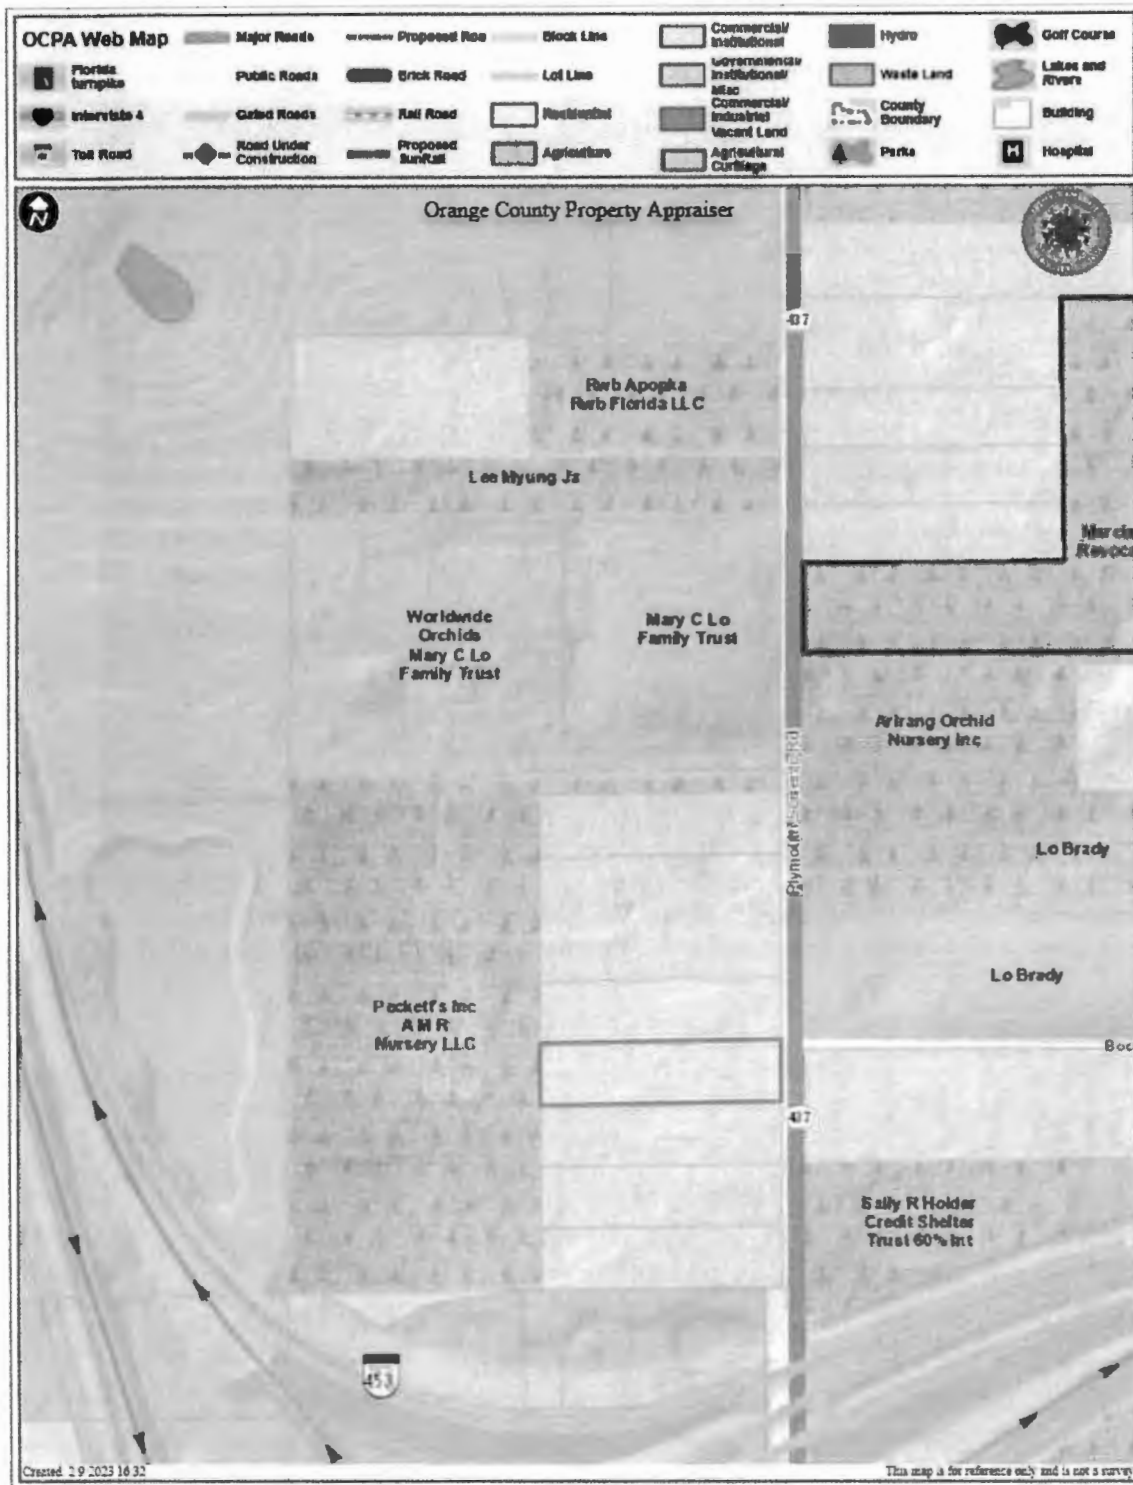 OCPA Web Map
Major Roads
Proposed Roa
Block Line
Commercial/
Institutional
Hydro
Golf Course
Florida
turnpike
Public Roads
Brick Road
Lot Line
Governmental/
Institutional/
Misc
Waste Land
Lakes and
Rivers
Interstate 4
Gated Roads
Rail Road
Residential
Commercial/
Industrial
Vacant Land
County
Boundary
Building
Toll Road
Road Under
Construction
Proposed
SunRail
Agriculture
Agricultural
Curtilage
Parks
H
Hospital
N
Orange County Property Appraiser
437
Rwb Apopka
Rwb Florida LLC
Lee Myung Ja
Marcia
Revoca
Worldwide
Orchids
Mary C Lo
Family Trust
Mary C Lo
Family Trust
Arirang Orchid
Nursery Inc
Plymouth Sorrento Rd
Lo Brady
Lo Brady
Peckett's Inc
A M R
Nursery LLC
Boc
437
Sally R Holder
Credit Shelter
Trust 60% Int
453
Created: 2 9 2023 16 32
This map is for reference only and is not a survey